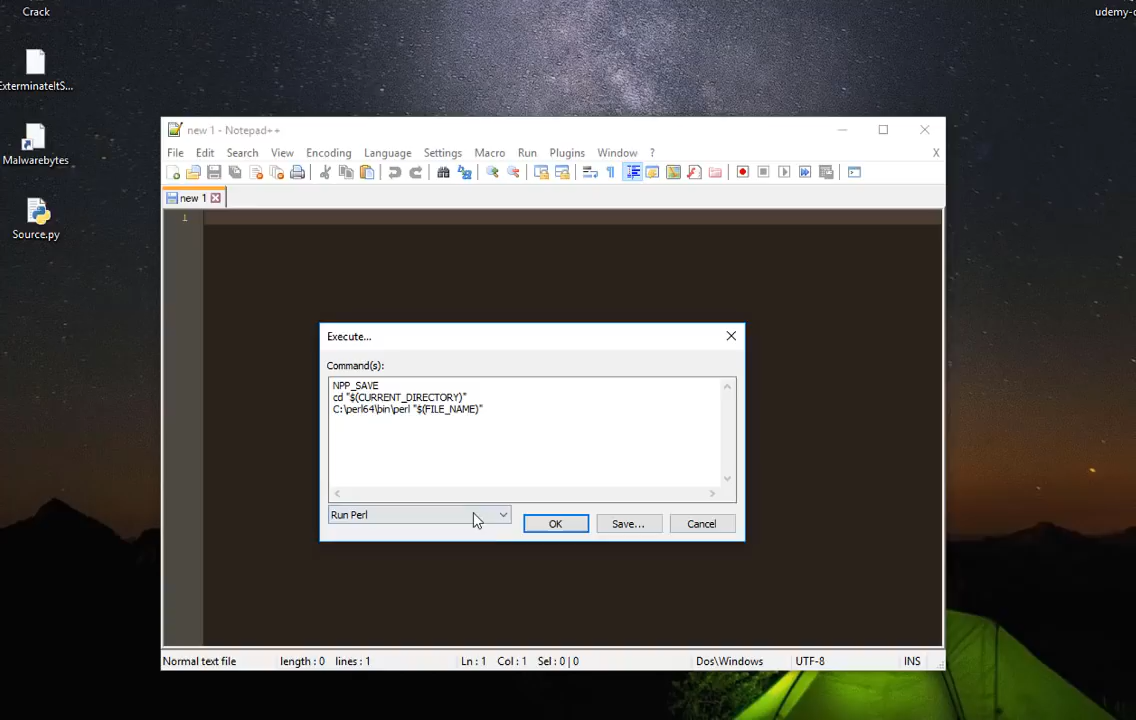 Crack
udemy-c
ExterminateItS...
Malwarebytes
Source.py
new 1 - Notepad++
File Edit Search View Encoding Language Settings Macro Run Plugins Window ? X
new 1
1
Execute...
Command(s):
NPP_SAVE
cd "$(CURRENT_DIRECTORY)"
C:\perl64\bin\perl "$(FILE_NAME)"
Run Perl
OK
Save...
Cancel
Normal text file length : 0 lines : 1 Ln : 1 Col : 1 Sel : 0 | 0 Dos\Windows UTF-8 INS